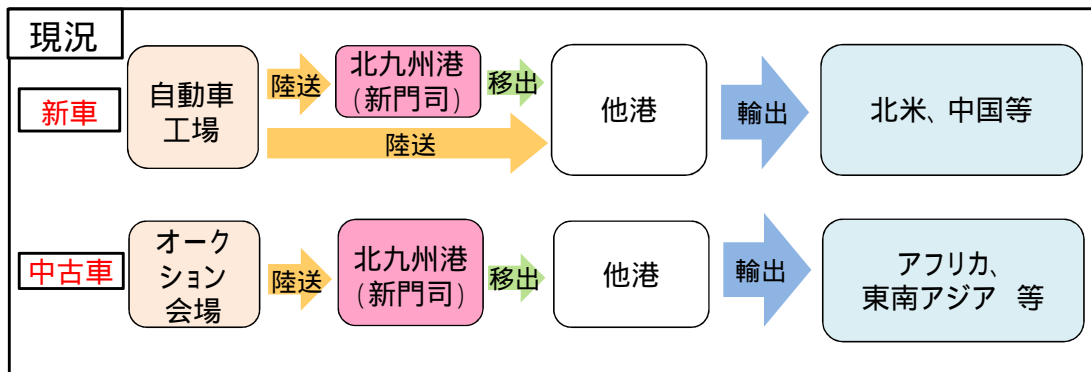 現況
新車
自動車
工場
陸送
北九州港
(新門司)
移出
陸送
他港
輸出
北米、中国等
中古車
オーク
ション
会場
陸送
北九州港
(新門司)
移出
他港
輸出
アフリカ、
東南アジア 等